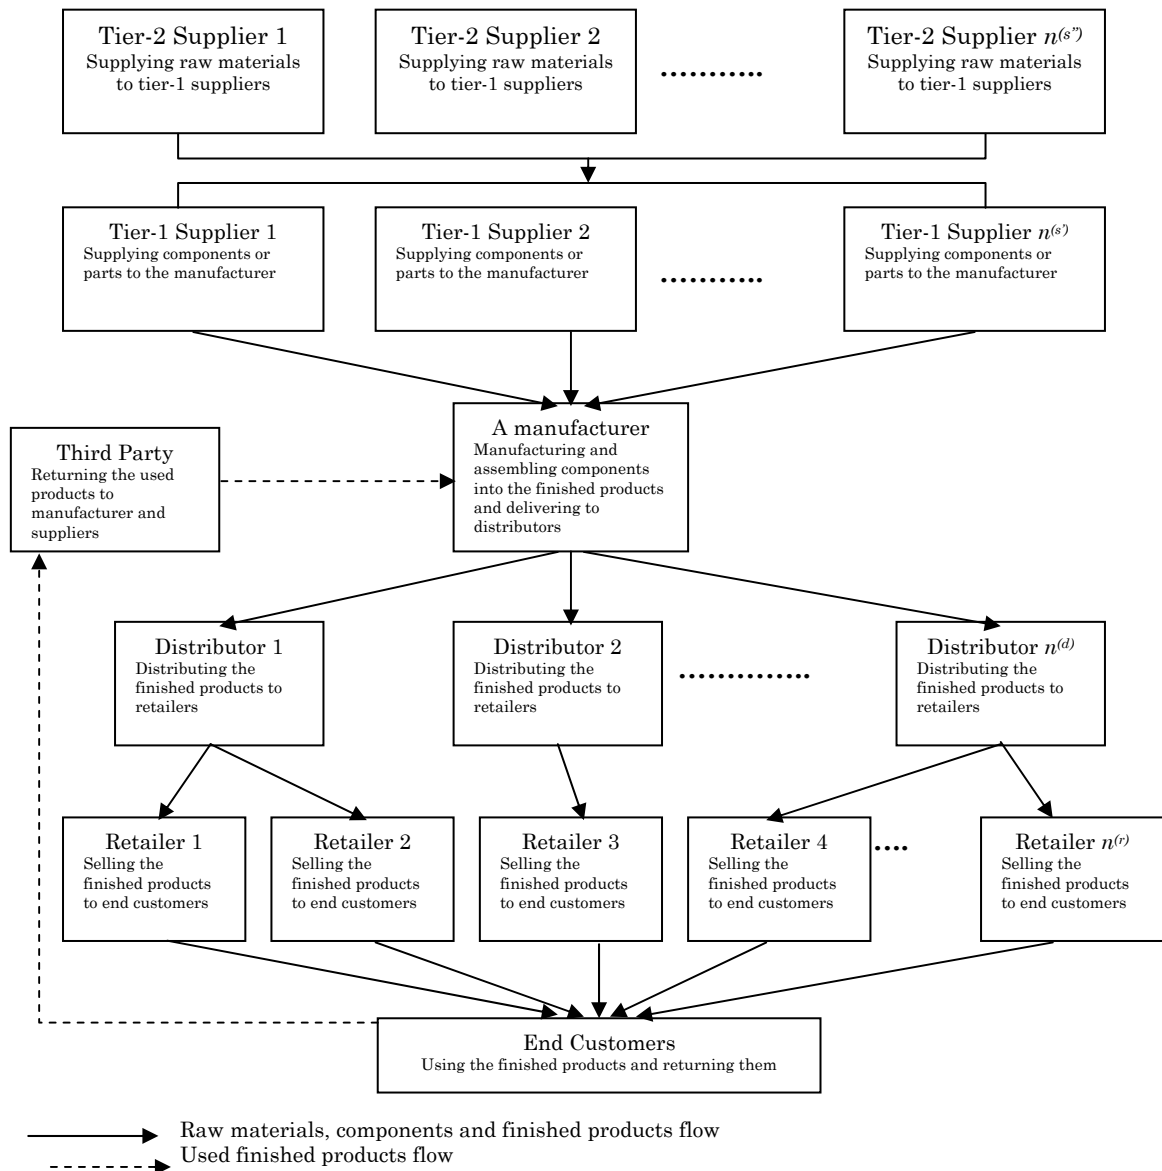 Tier-2 Supplier 1
Supplying raw materials
to tier-1 suppliers
Tier-2 Supplier 2
Supplying raw materials
to tier-1 suppliers
............
Tier-2 Supplier n(s")
Supplying raw materials
to tier-1 suppliers
Tier-1 Supplier 1
Supplying components or
parts to the manufacturer
Tier-1 Supplier 2
Supplying components or
parts to the manufacturer
............
Tier-1 Supplier n(s')
Supplying components or
parts to the manufacturer
A manufacturer
Manufacturing and
assembling components
into the finished products
and delivering to
distributors
Third Party
Returning the used
products to
manufacturer and
suppliers
Distributor 1
Distributing the
finished products to
retailers
Distributor 2
Distributing the
finished products to
retailers
...............
Distributor n(d)
Distributing the
finished products to
retailers
Retailer 1
Selling the
finished products
to end customers
Retailer 2
Selling the
finished products
to end customers
Retailer 3
Selling the
finished products
to end customers
Retailer 4
Selling the
finished products
to end customers
....
Retailer n(r)
Selling the
finished products
to end customers
End Customers
Using the finished products and returning them
Raw materials, components and finished products flow
Used finished products flow